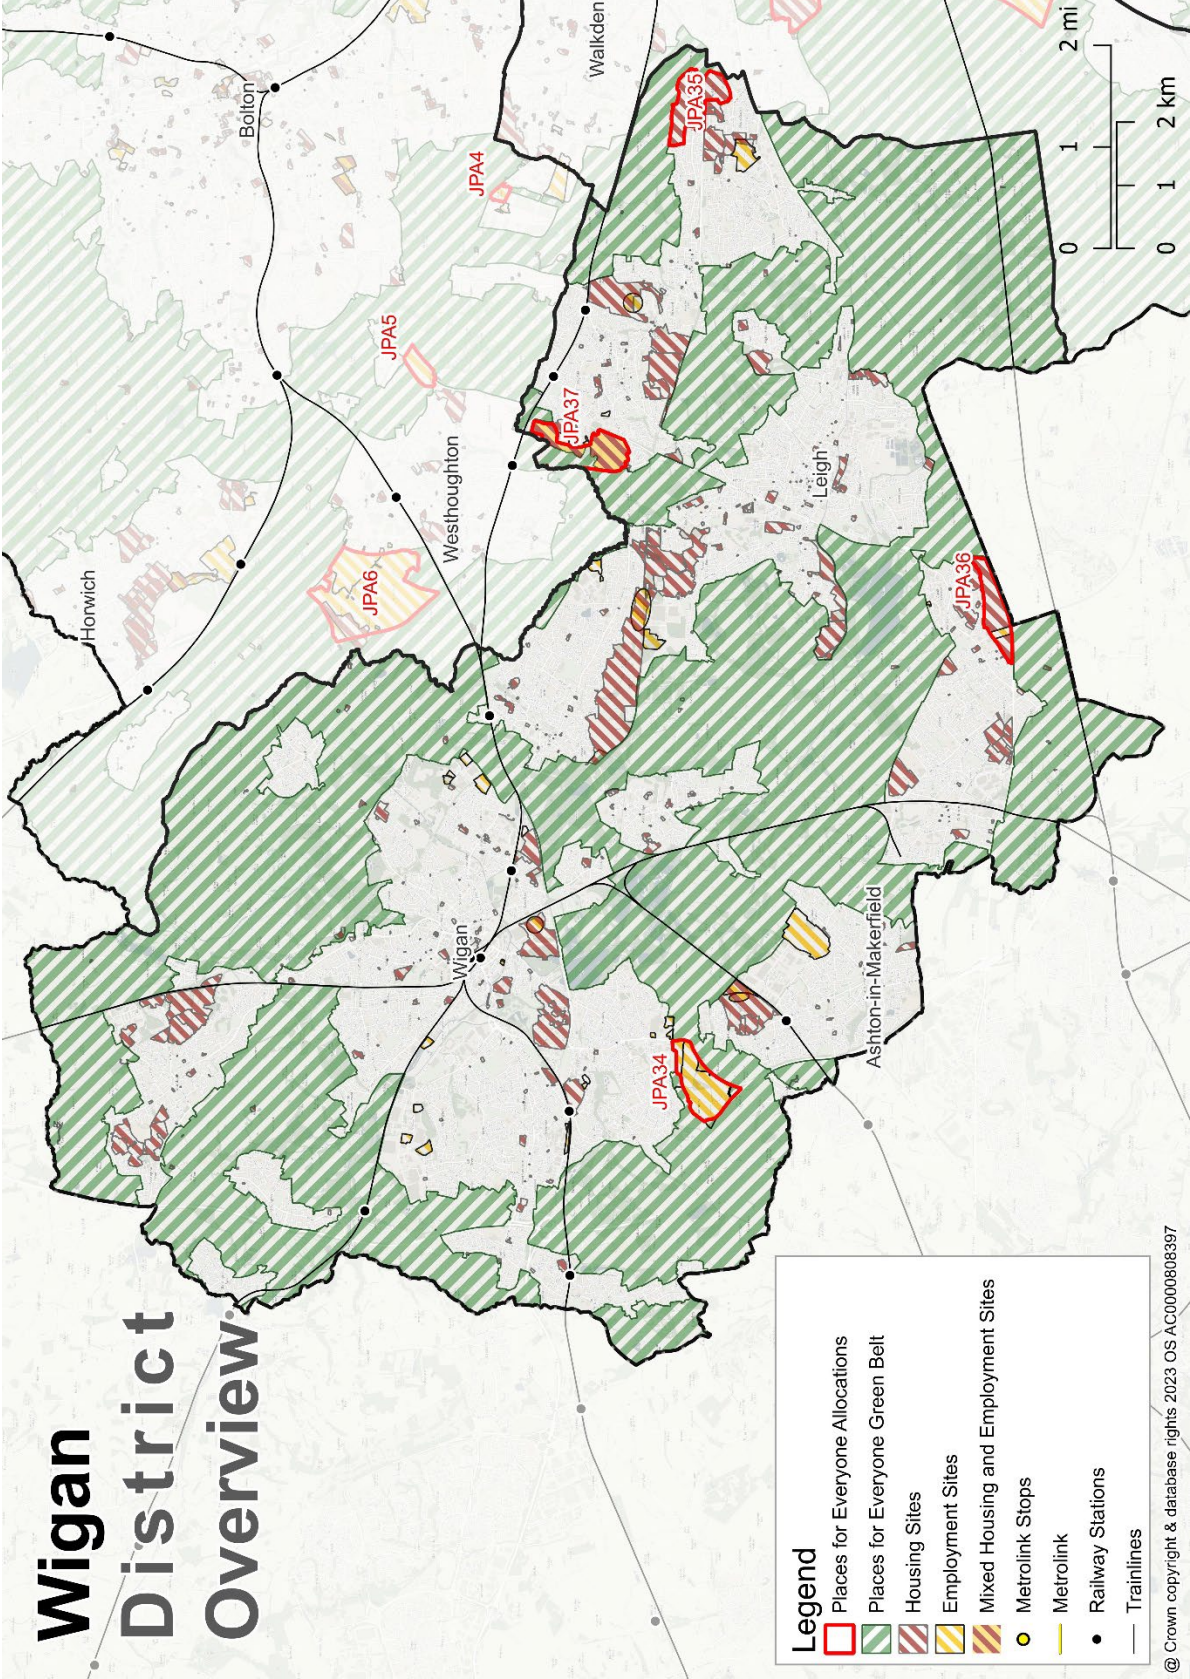 Wigan
District
Overview
Horwich
Bolton
Walkden
Westhoughton
JPA4
JPA5
JPA6
JPA37
JPA35
Wigan
Leigh
JPA34
JPA36
Ashton-in-Makerfield
0 1 2 mi
0 1 2 km
Legend
Places for Everyone Allocations
Places for Everyone Green Belt
Housing Sites
Employment Sites
Mixed Housing and Employment Sites
Metrolink Stops
Metrolink
Railway Stations
Trainlines
@ Crown copyright & database rights 2023 OS AC0000808397